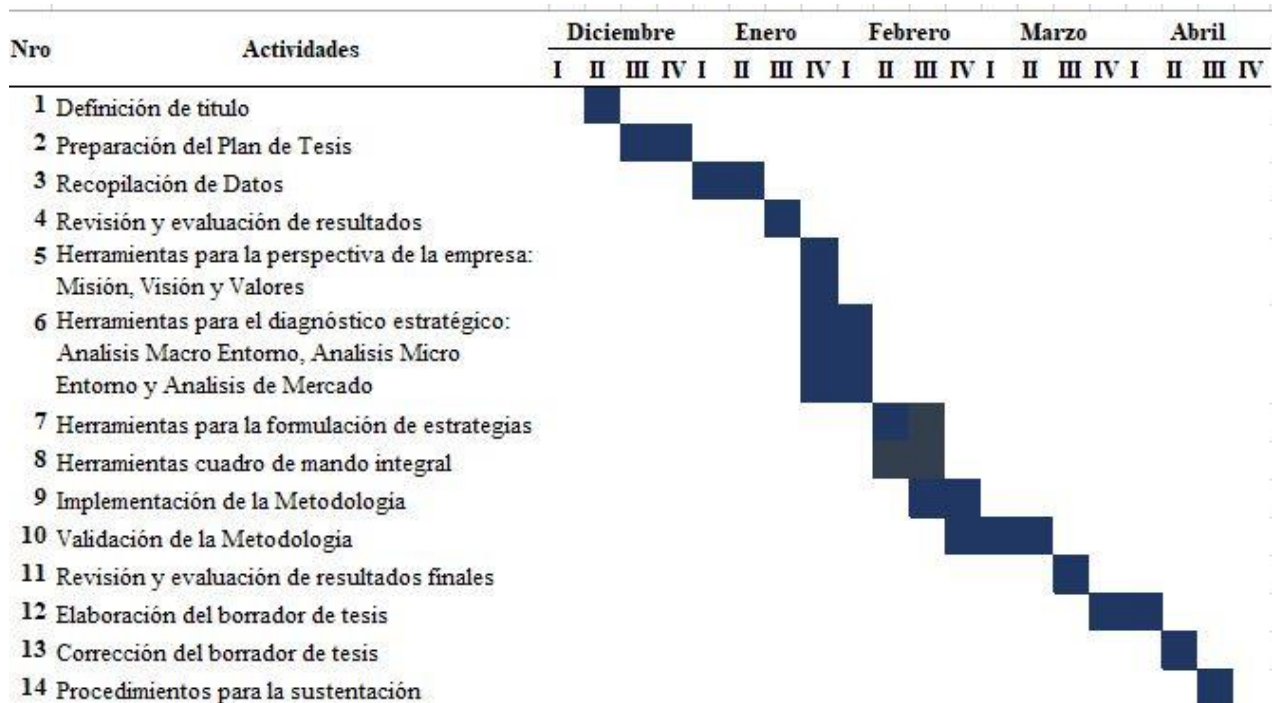 Diciembre Enero Febrero Marzo Abril
Nro Actividades
I II III IV I II III IV I II III IV I II III IV I II III IV
1 Definición de titulo
2 Preparación del Plan de Tesis
3 Recopilación de Datos
4 Revisión y evaluación de resultados
5 Herramientas para la perspectiva de la empresa:
Misión, Visión y Valores
6 Herramientas para el diagnóstico estratégico:
Analisis Macro Entorno, Analisis Micro
Entorno y Analisis de Mercado
7 Herramientas para la formulación de estrategias
8 Herramientas cuadro de mando integral
9 Implementación de la Metodologia
10 Validación de la Metodologia
11 Revisión y evaluación de resultados finales
12 Elaboración del borrador de tesis
13 Corrección del borrador de tesis
14 Procedimientos para la sustentación